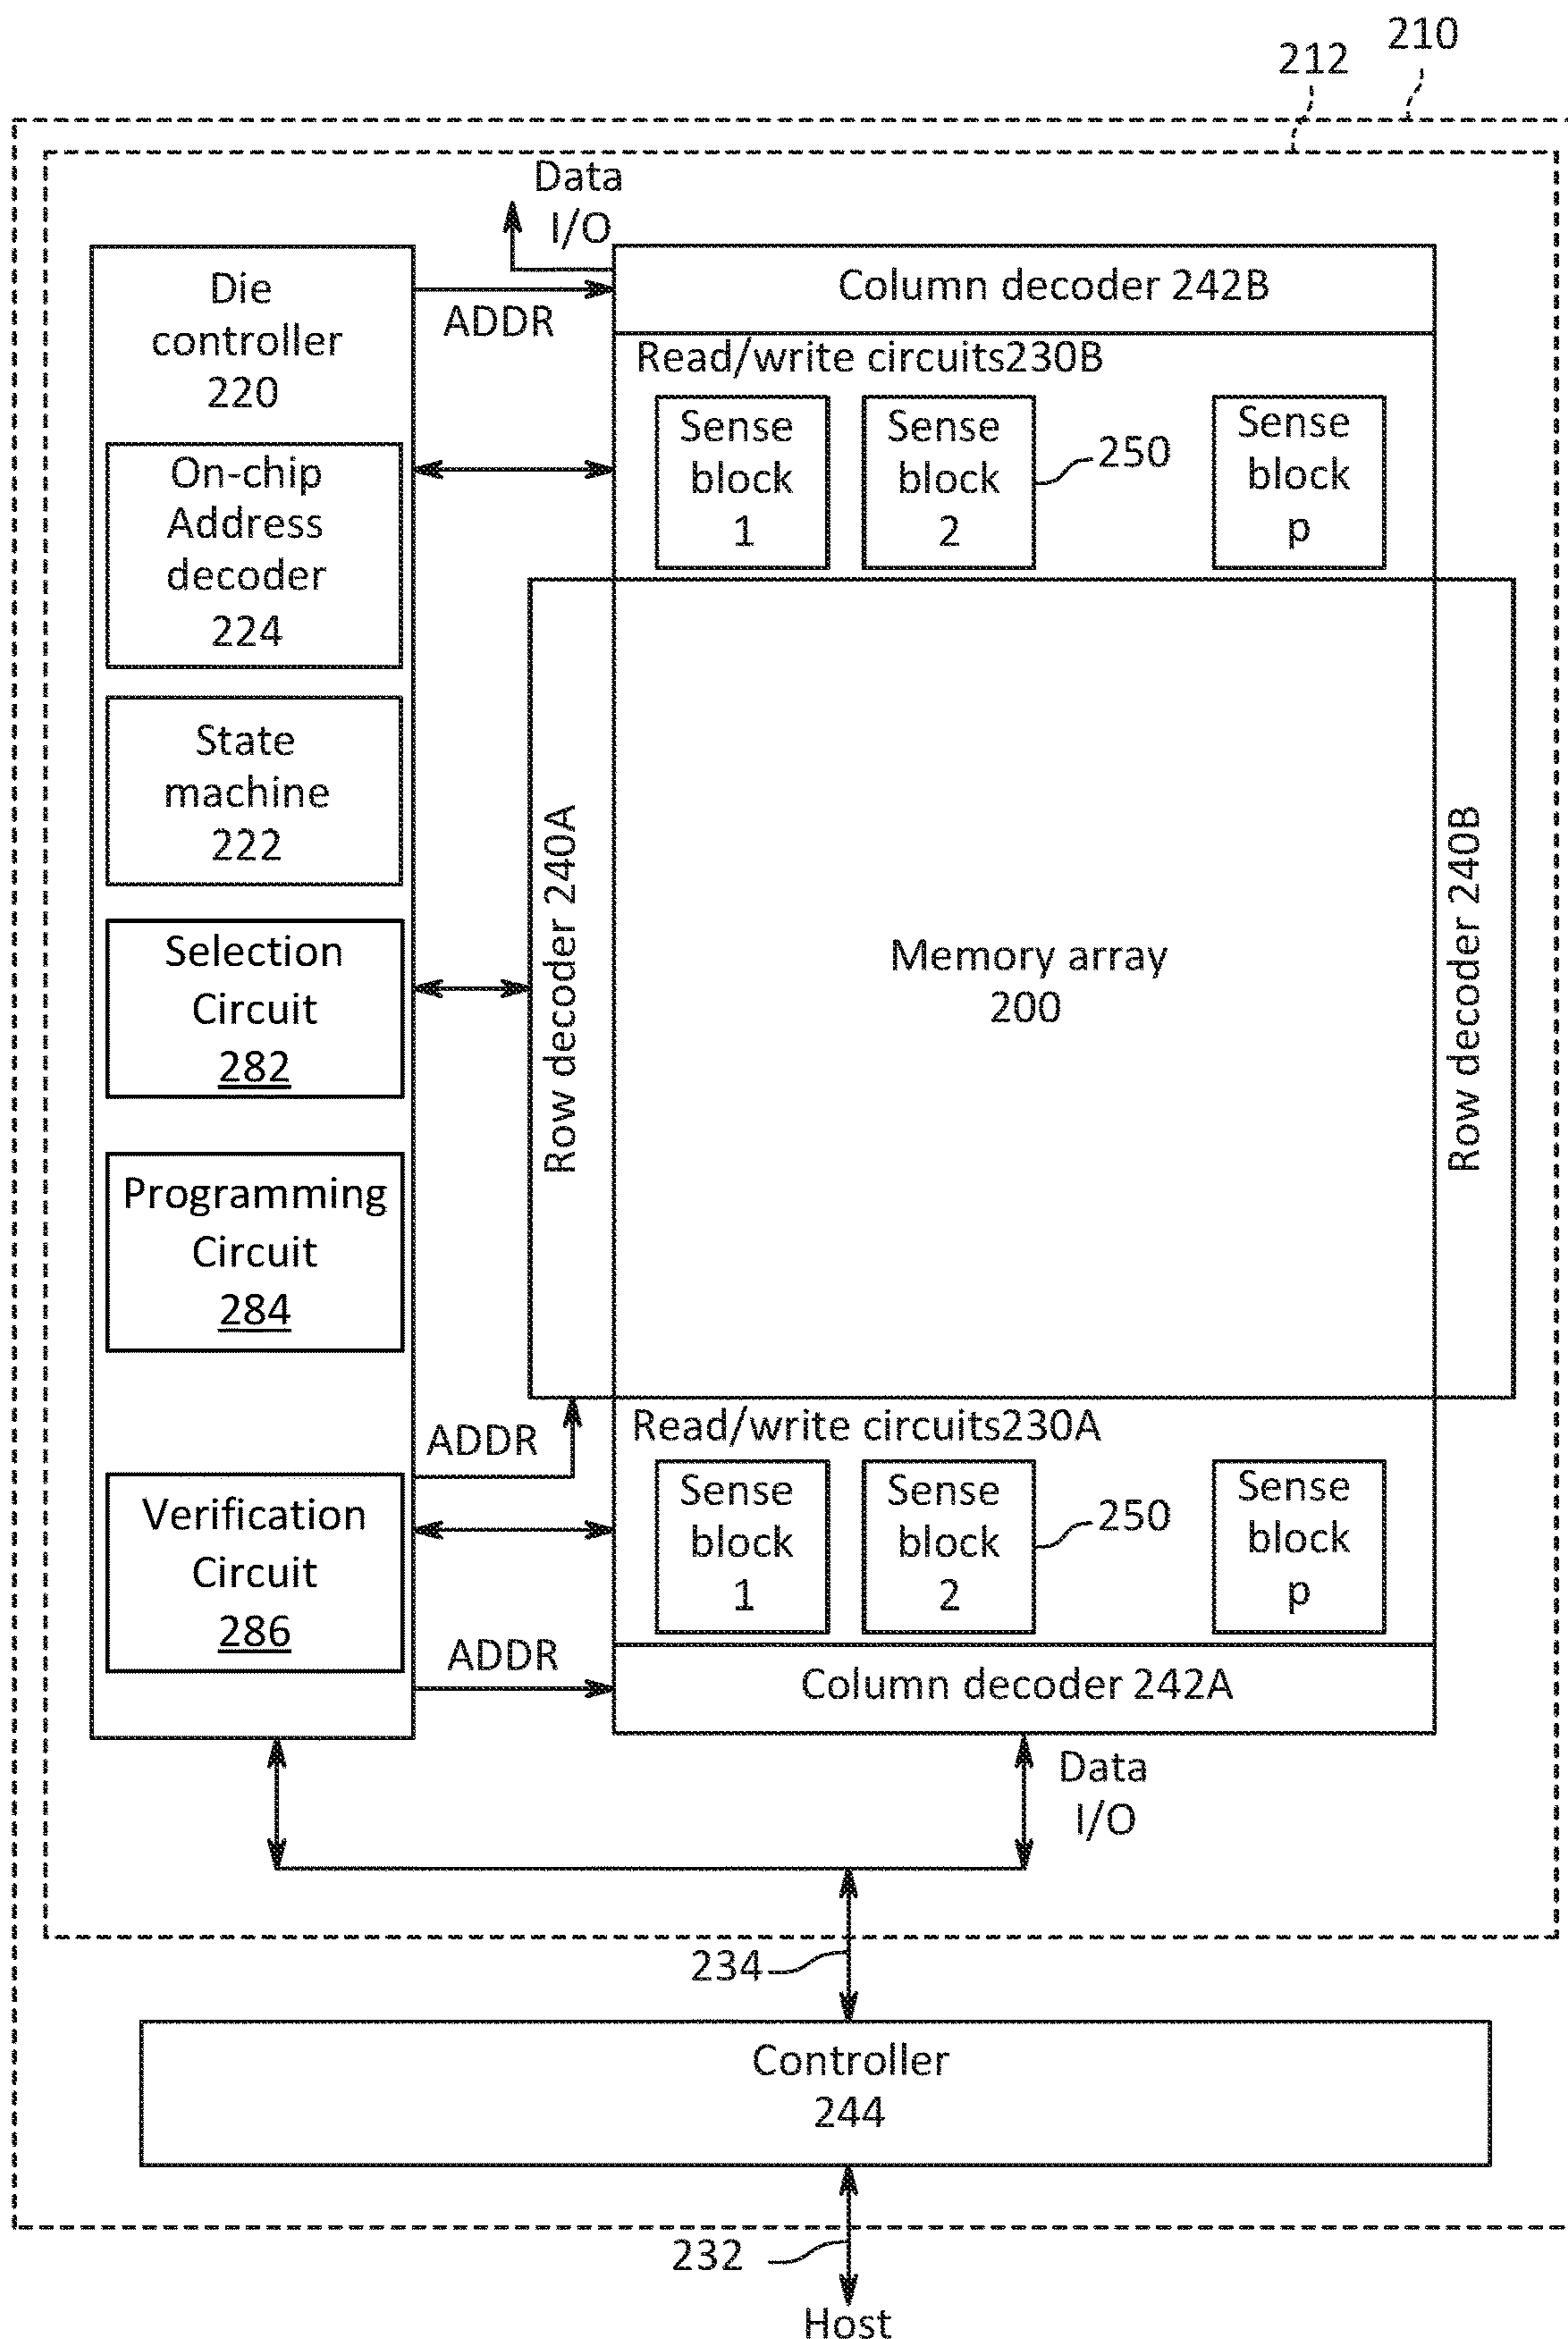 210
212
Data
I/O
Die
controller
220
ADDR
Column decoder 242B
Read/write circuits230B
Sense
block
1
Sense
block
2
250
Sense
block
p
On-chip
Address
decoder
224
State
machine
222
Selection
Circuit
282
Programming
Circuit
284
Verification
Circuit
286
Row decoder 240A
Memory array
200
Row decoder 240B
ADDR
Read/write circuits230A
Sense
block
1
Sense
block
2
250
Sense
block
p
ADDR
Column decoder 242A
Data
I/O
234
Controller
244
232
Host